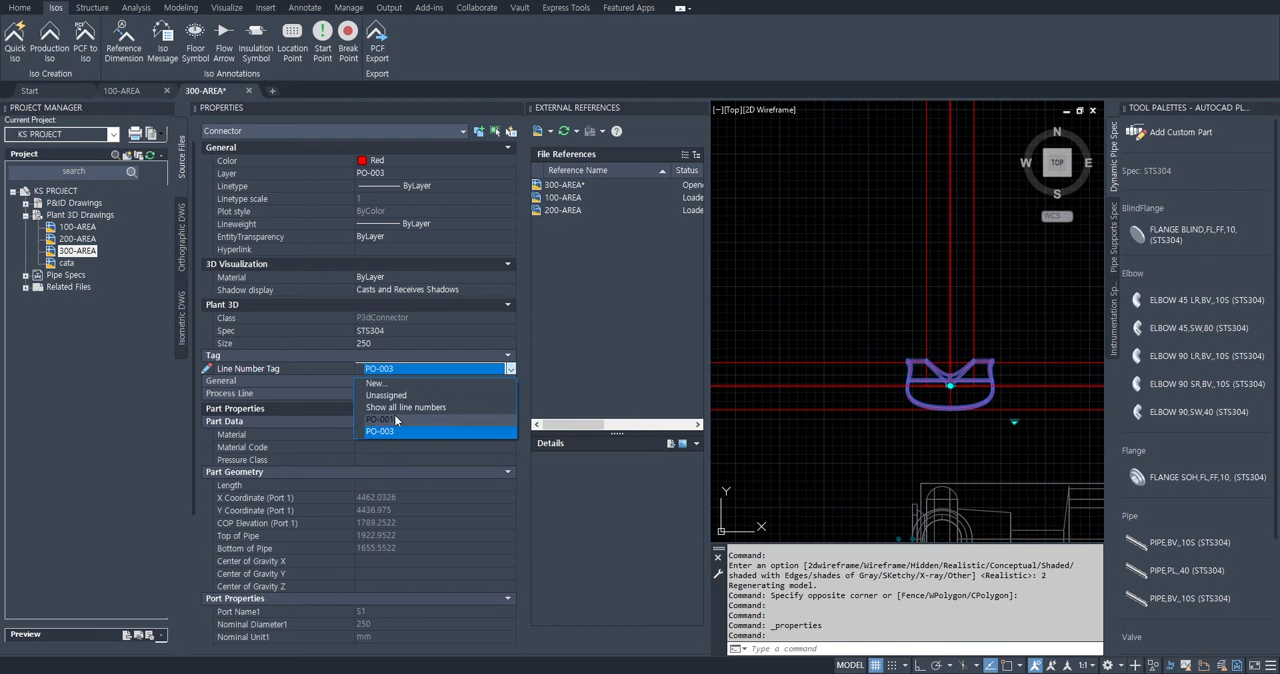 Home Isos Structure Analysis Modeling Visualize Insert Annotate Manage Output Add-ins Collaborate Vault Express Tools Featured Apps
Quick Iso
Production Iso
PCF to Iso
Reference Dimension
Iso Message
Floor Symbol
Flow Arrow
Insulation Symbol
Location Point
Start Point
Break Point
PCF Export
Iso Creation
Iso Annotations
Export
Start
100-AREA
300-AREA*
PROJECT MANAGER
Current Project:
KS PROJECT
Project
search
KS PROJECT
P&ID Drawings
Plant 3D Drawings
100-AREA
200-AREA
300-AREA
cata
Pipe Specs
Related Files
Preview
Source Files
Orthographic DWG
Isometric DWG
PROPERTIES
Connector
General
Color Red
Layer PO-003
Linetype ByLayer
Linetype scale 1
Plot style ByColor
Lineweight ByLayer
EntityTransparency ByLayer
Hyperlink
3D Visualization
Material ByLayer
Shadow display Casts and Receives Shadows
Plant 3D
Class P3dConnector
Spec STS304
Size 250
Tag
Line Number Tag PO-003
General
Process Line
New...
Unassigned
Show all line numbers
PO-001
PO-003
Part Properties
Part Data
Material
Material Code
Pressure Class
Part Geometry
Length
X Coordinate (Port 1) 4462.0326
Y Coordinate (Port 1) 4436.975
COP Elevation (Port 1) 1789.2522
Top of Pipe 1922.9522
Bottom of Pipe 1655.5522
Center of Gravity X
Center of Gravity Y
Center of Gravity Z
Port Properties
Port Name1 S1
Nominal Diameter1 250
Nominal Unit1 mm
EXTERNAL REFERENCES
File References
Reference Name Status
300-AREA* Opene
100-AREA Loade
200-AREA Loade
Details
[−][Top][2D Wireframe]
N
W TOP E
S
WCS
Y
X
Command:
Enter an option [2dwireframe/Wireframe/Hidden/Realistic/Conceptual/Shaded/
shaded with Edges/shades of Gray/SKetchy/X-ray/Other] <Realistic>: 2
Regenerating model.
Command: Specify opposite corner or [Fence/WPolygon/CPolygon]:
Command:
Command:
Command: _properties
Command:
Type a command
MODEL
1:1
TOOL PALETTES - AUTOCAD PL...
Dynamic Pipe Spec
Pipe Supports Spec
Instrumentation Sp...
Add Custom Part
Spec: STS304
BlindFlange
FLANGE BLIND,FL,FF,10,
(STS304)
Elbow
ELBOW 45 LR,BV,_10S (STS304)
ELBOW 45,SW,80 (STS304)
ELBOW 90 LR,BV,_10S (STS304)
ELBOW 90 SR,BV,_10S (STS304)
ELBOW 90,SW,40 (STS304)
Flange
FLANGE SOH,FL,FF,10, (STS304)
Pipe
PIPE,BV,_10S (STS304)
PIPE,PL,_40 (STS304)
PIPE,BV,_10S (STS304)
Valve